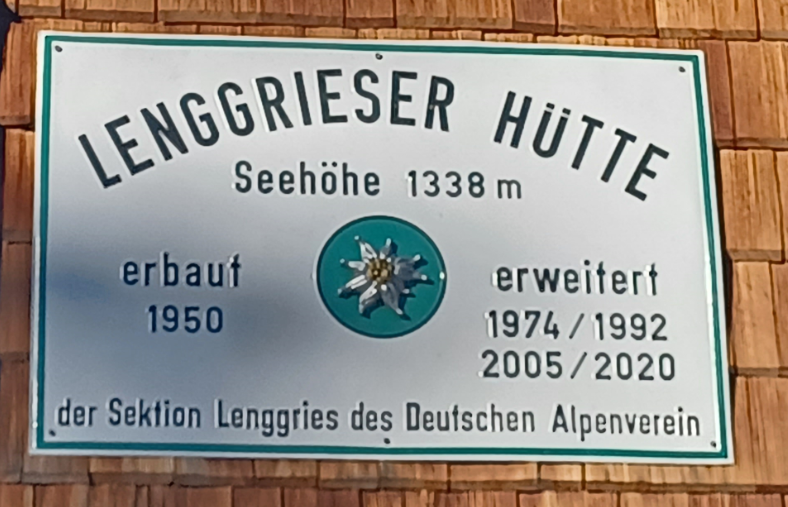 LENGGRIESER HÜTTE
Seehöhe 1338 m
erbaut
1950
erweitert
1974/1992
2005/2020
der Sektion Lenggries des Deutschen Alpenverein